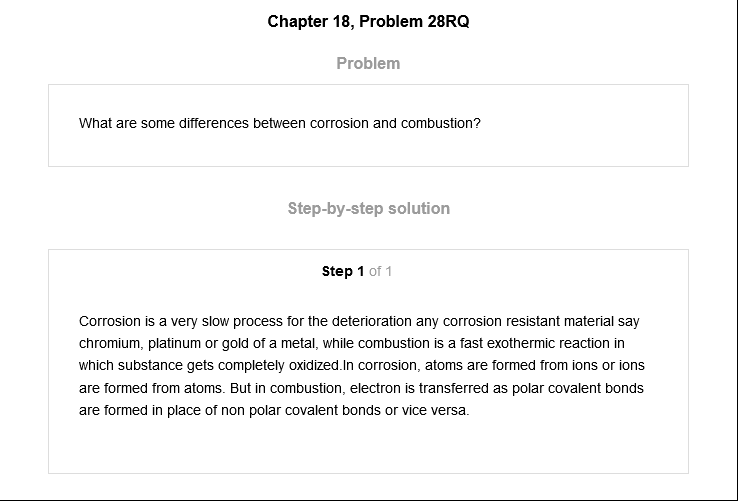 Chapter 18, Problem 28RQ
Problem
What are some differences between corrosion and combustion?
Step-by-step solution
Step 1 of 1
Corrosion is a very slow process for the deterioration any corrosion resistant material say
chromium, platinum or gold of a metal, while combustion is a fast exothermic reaction in
which substance gets completely oxidized.In corrosion, atoms are formed from ions or ions
are formed from atoms. But in combustion, electron is transferred as polar covalent bonds
are formed in place of non polar covalent bonds or vice versa.